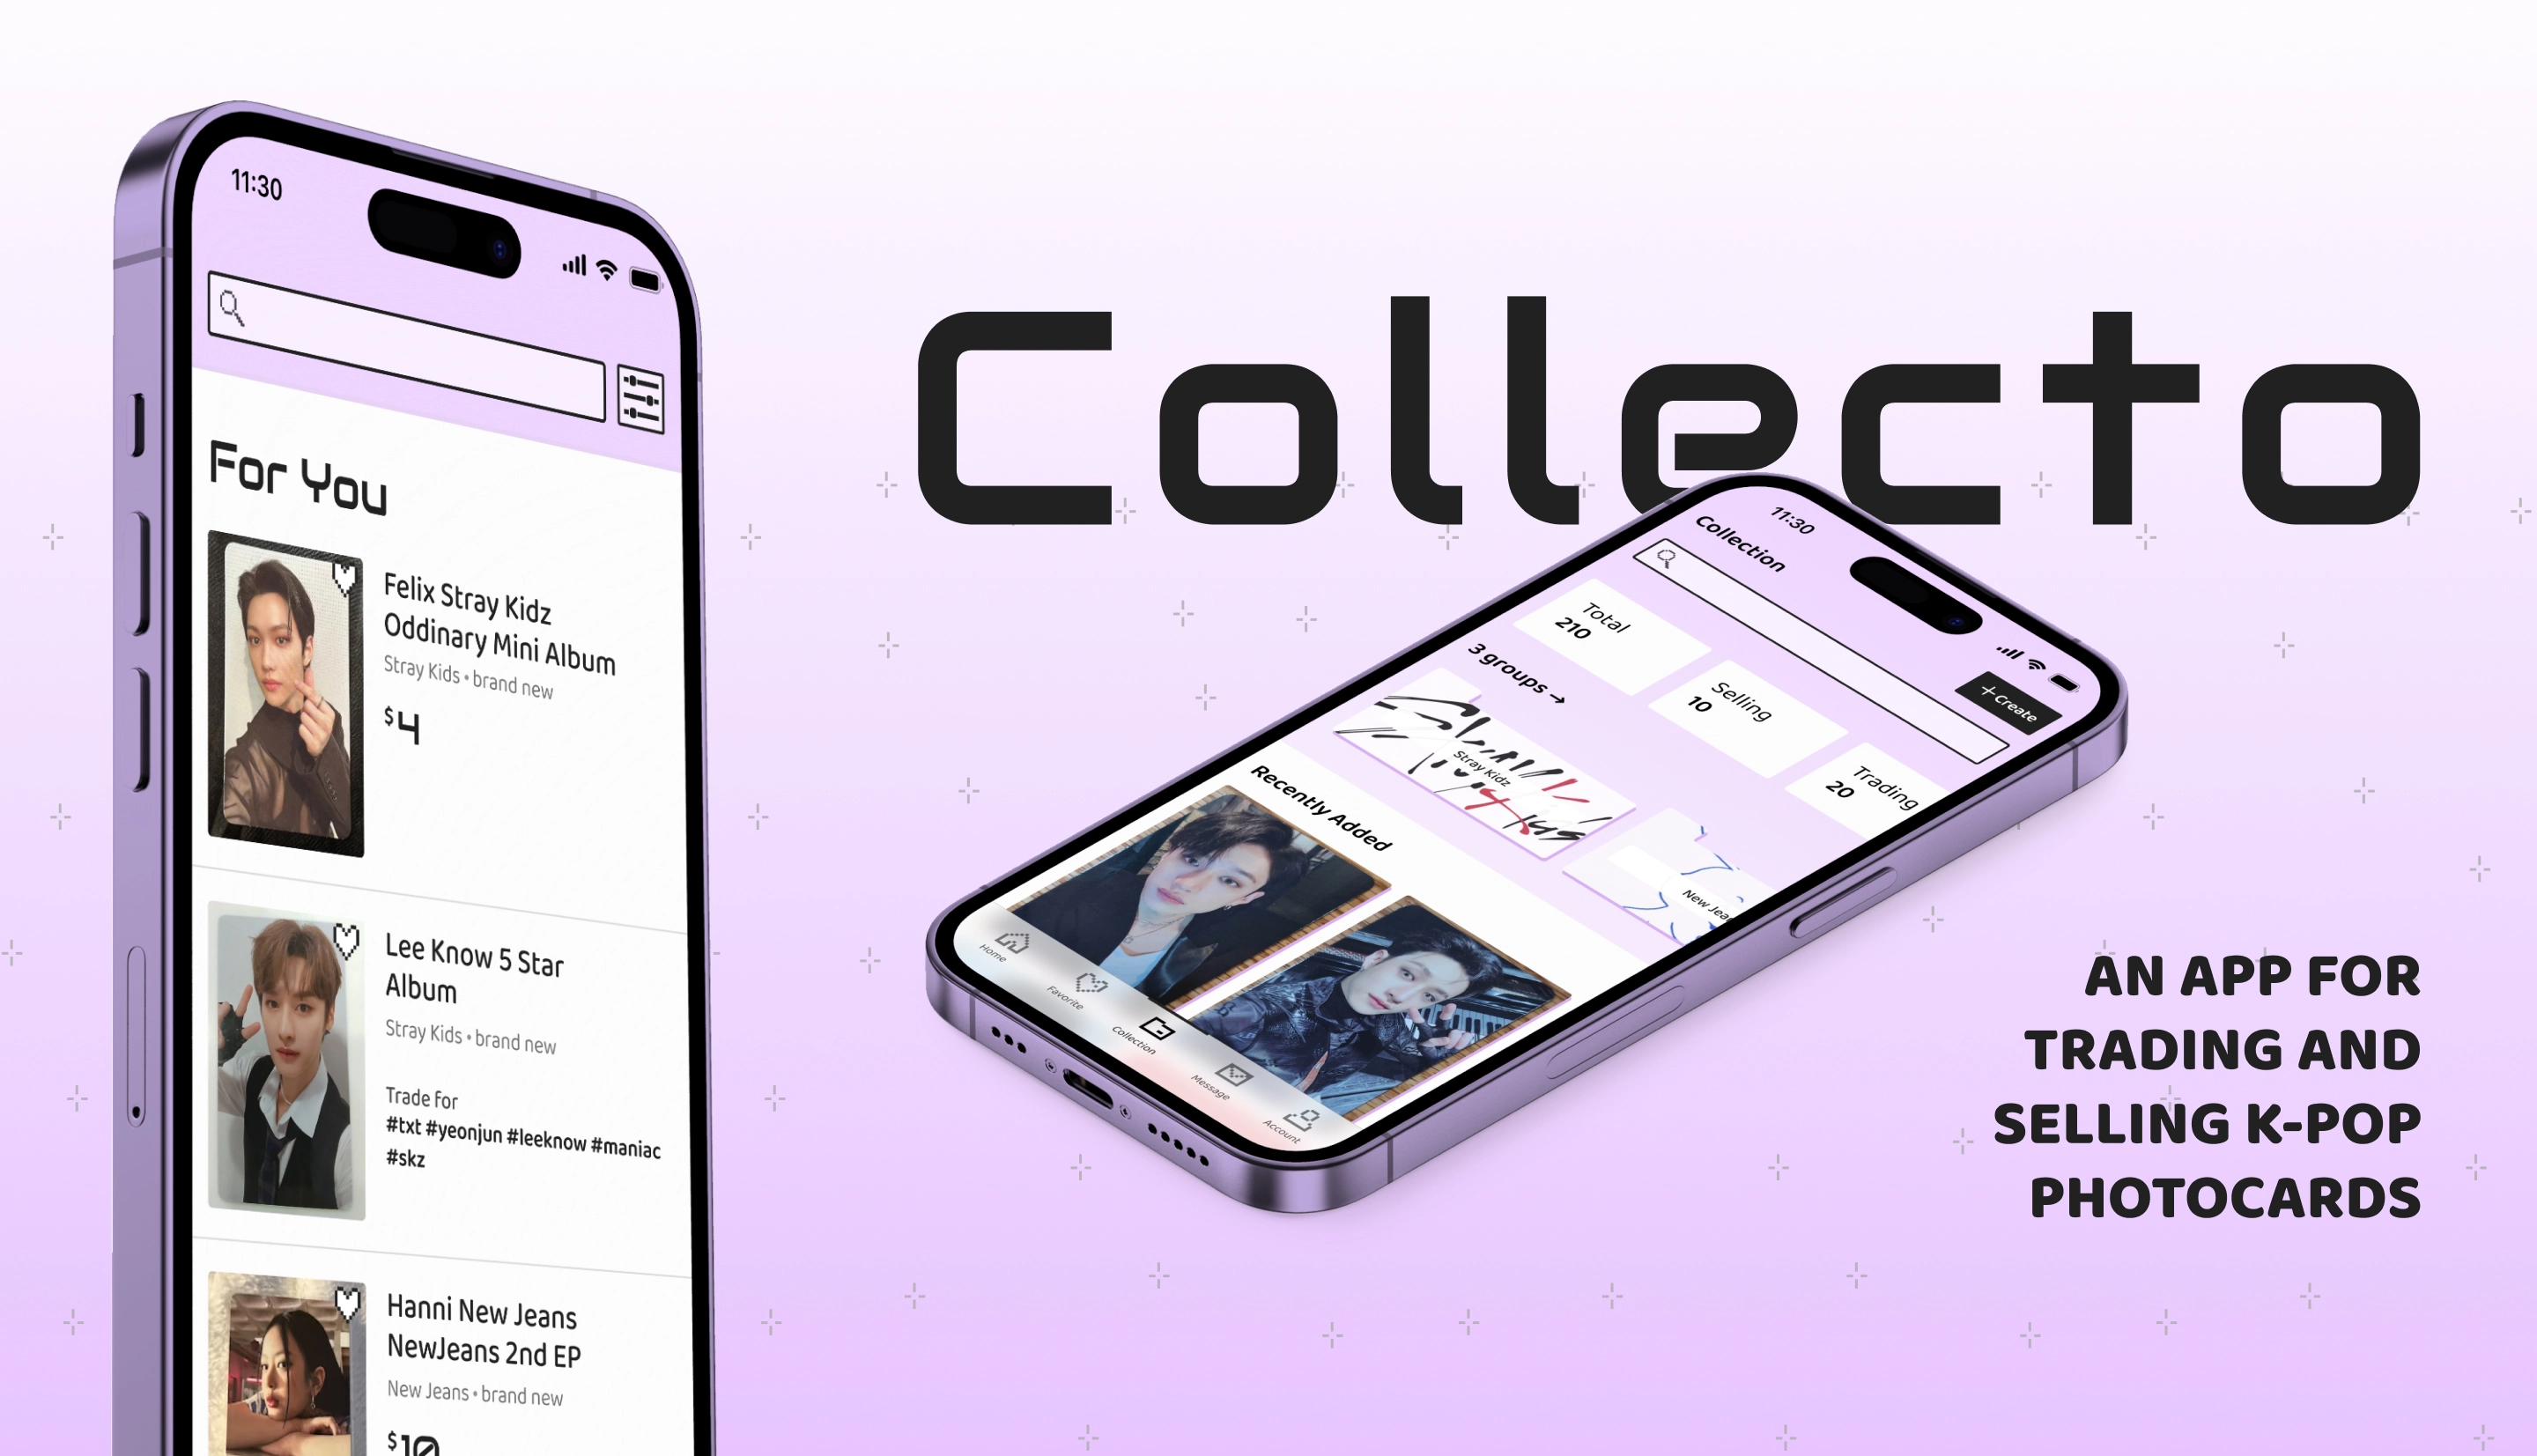 11:30
For You
Felix Stray Kidz
Oddinary Mini Album
Stray Kids • brand new
$4
Lee Know 5 Star
Album
Stray Kids • brand new
Trade for
#txt #yeonjun #leeknow #maniac
#skz
Hanni New Jeans
NewJeans 2nd EP
New Jeans • brand new
$10
Collecto
11:30
Collection
+Create
Total
210
Selling
10
Trading
20
3 groups →
Stray Kidz
New
Recently Added
Home
Favorite
Collection
Message
Account
AN APP FOR
TRADING AND
SELLING K-POP
PHOTOCARDS